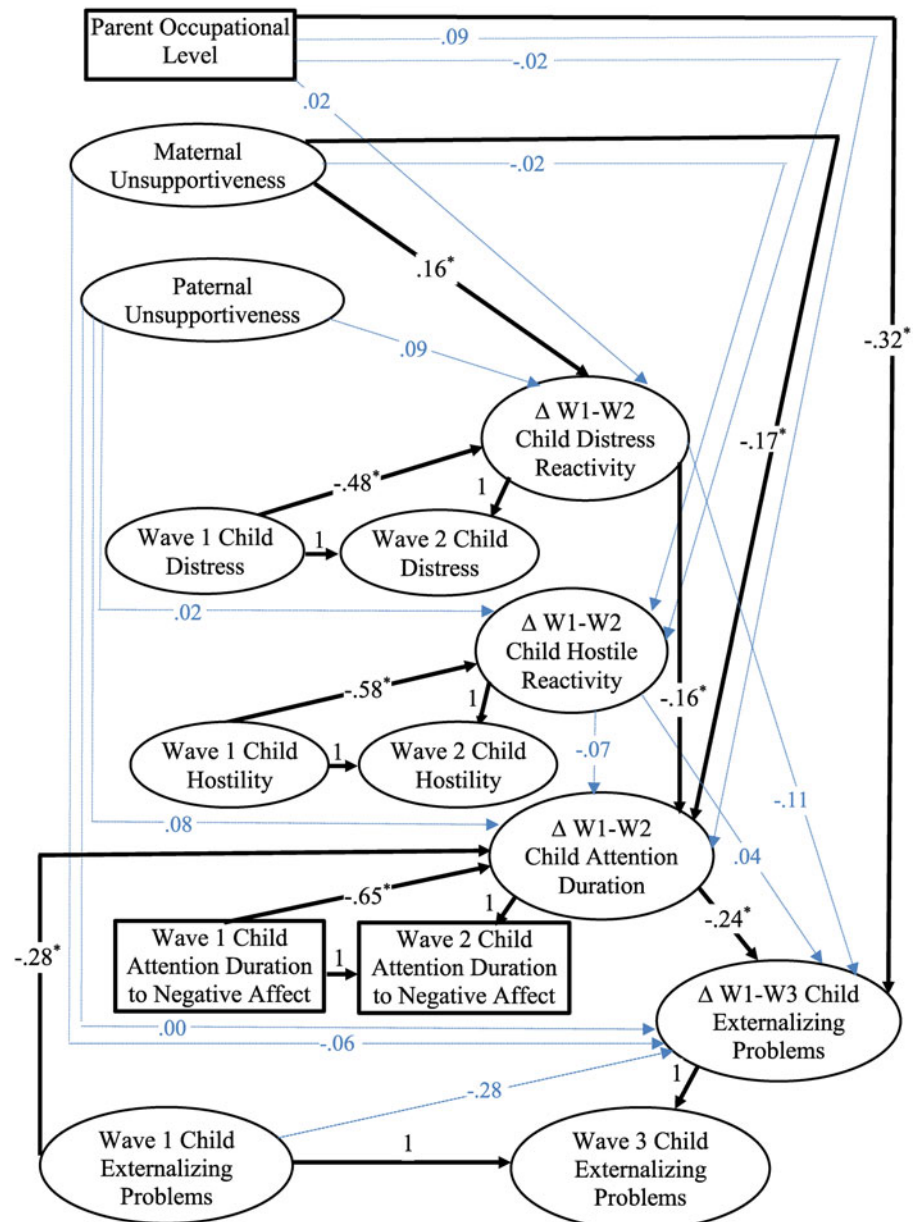 Parent Occupational
Level
.09
-.02
.02
Maternal
Unsupportiveness
-.02
.16*
Paternal
Unsupportiveness
.09
-.32*
Δ W1-W2
Child Distress
Reactivity
-.17*
-.48*
1
Wave 1 Child
Distress
1
Wave 2 Child
Distress
.02
Δ W1-W2
Child Hostile
Reactivity
-.58*
1
-.16*
Wave 1 Child
Hostility
1
Wave 2 Child
Hostility
-.07
-.11
.08
Δ W1-W2
Child Attention
Duration
.04
-.65*
1
-.24*
-.28*
Wave 1 Child
Attention Duration
to Negative Affect
1
Wave 2 Child
Attention Duration
to Negative Affect
Δ W1-W3 Child
Externalizing
Problems
.00
-.06
-.28
1
Wave 1 Child
Externalizing
Problems
1
Wave 3 Child
Externalizing
Problems